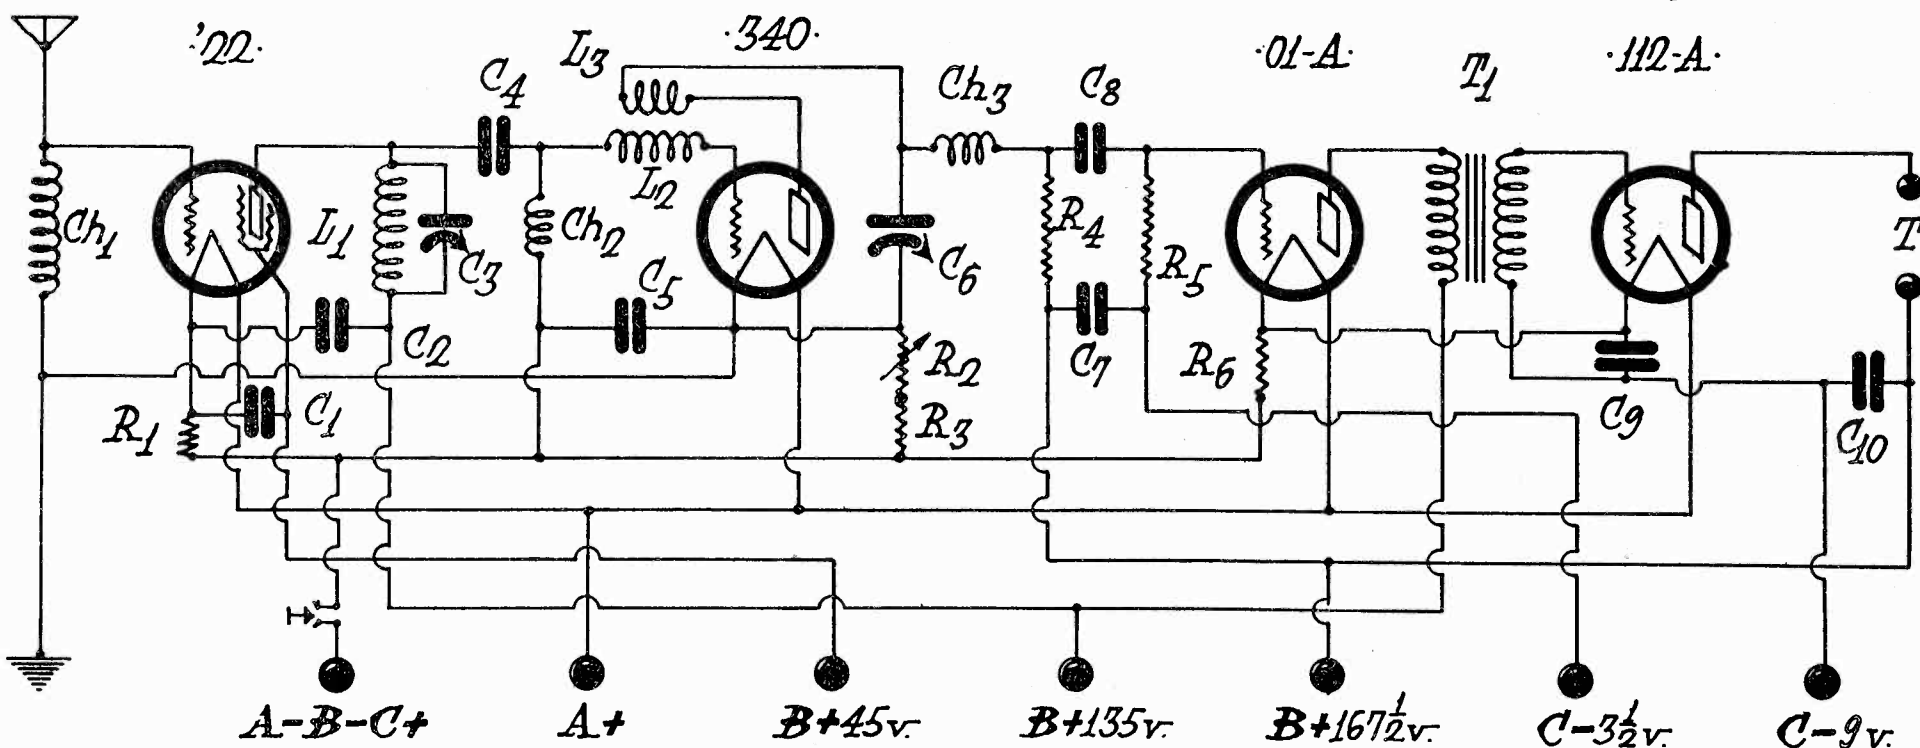 '22.
.340.
.01-A.
.112-A.
L3
C4
Ch3
C8
T1
L2
Ch1
L1
C3
Ch2
C5
C6
R4
R5
T
C2
C7
R6
R2
C1
R1
R3
C9
C10
A-B-C+
A+
B+45v.
B+135v.
B+167½v.
C-3½v.
C-9v.